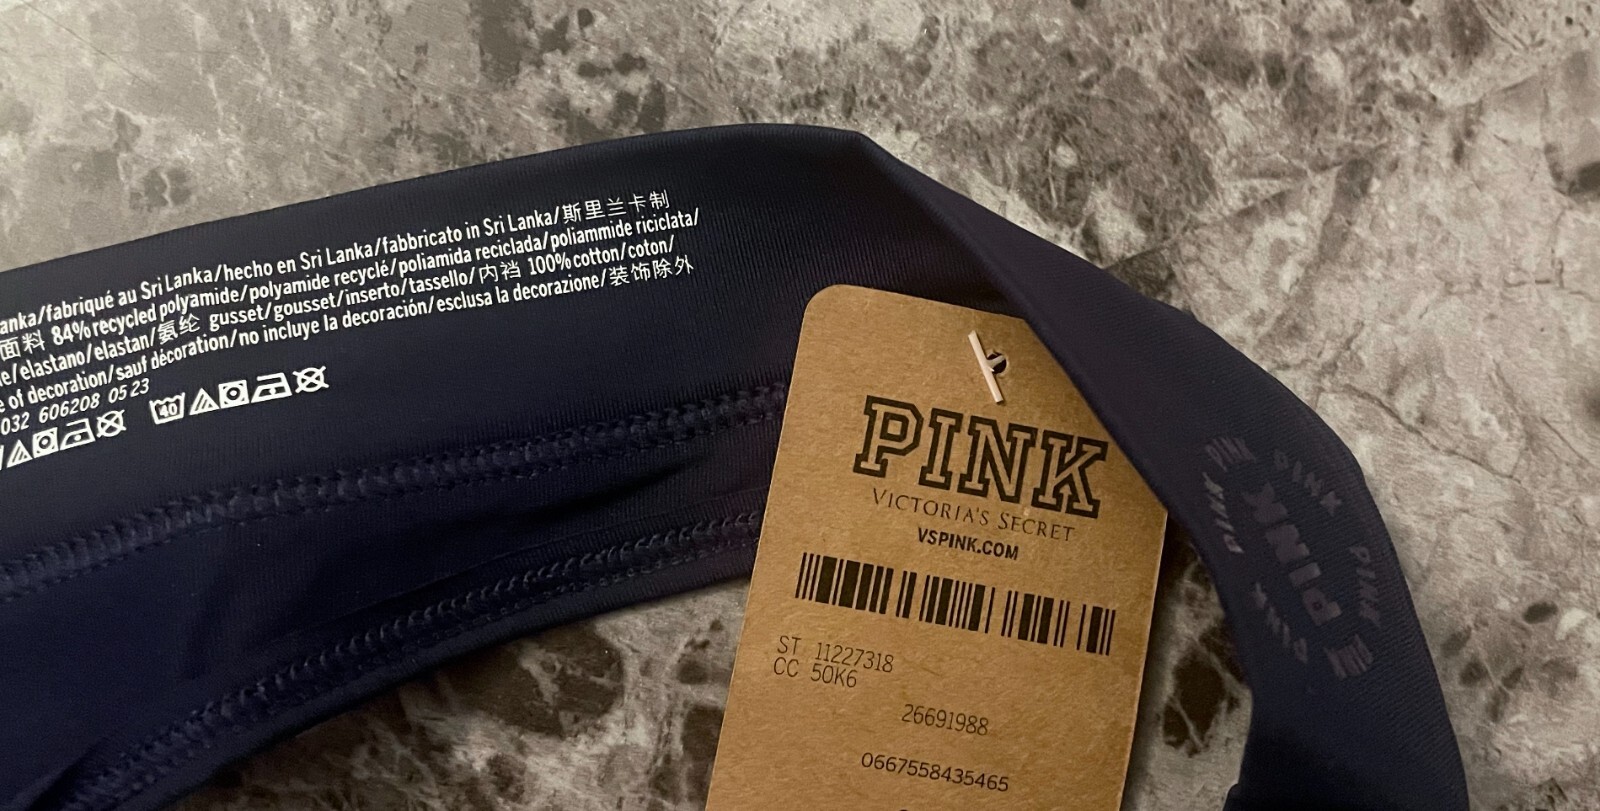 anka/fabriqué au Sri Lanka/hecho en Sri Lanka/fabbricato in Sri Lanka/斯里兰卡制
面料 84% recycled polyamide/polyamide recyclé/poliamida reciclada/poliammide riciclata/
e/elastano/elastan/氨纶 gusset/gousset/inserto/tassello/内裆 100% cotton/coton/
e of decoration/sauf décoration/no incluye la decoración/esclusa la decorazione/装饰除外
032 606208 05 23
40
PINK
VICTORIA'S SECRET
VSPINK.COM
ST 11227318
CC 50K6
26691988
0667558435465
PINK
PINK
PINK
PINK
PINK